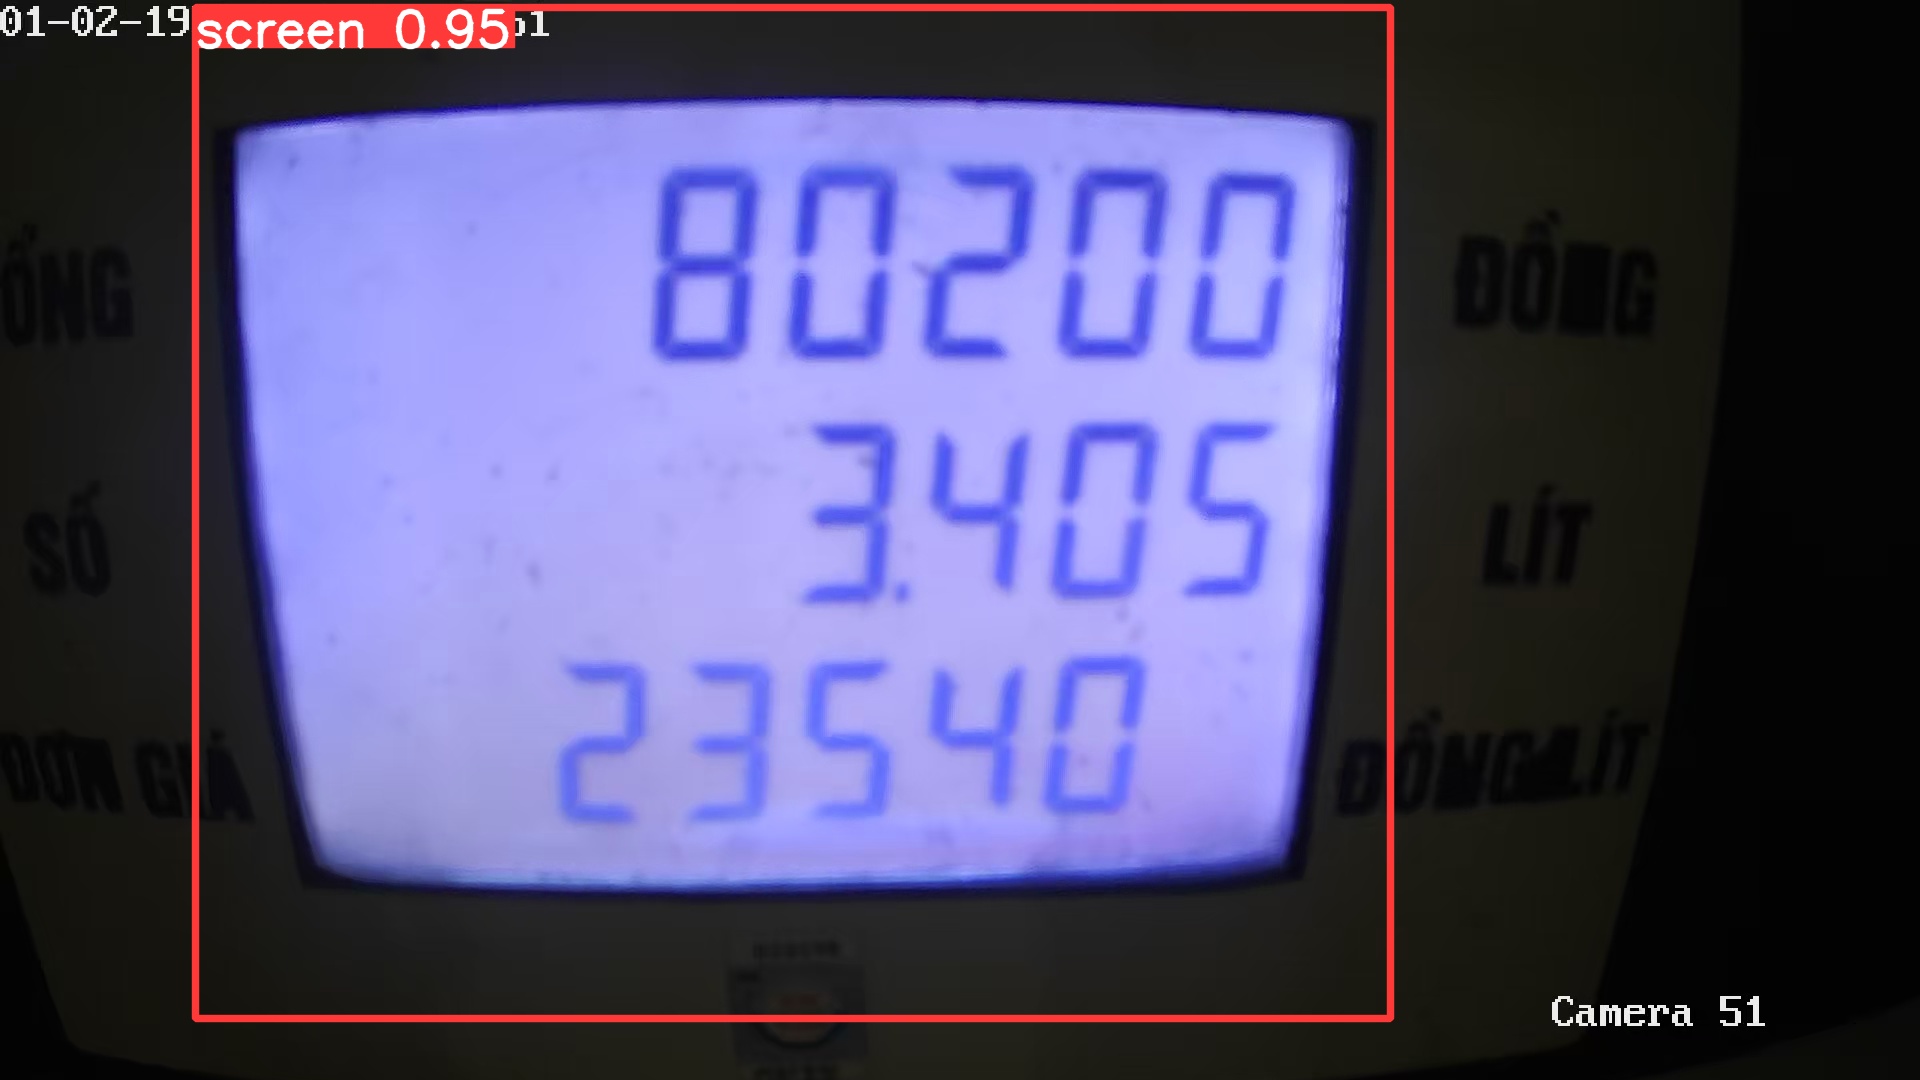 01-02-19
screen 0.95
51
80200
ĐỒNG
3.405
SỐ
LÍT
23540
ĐƠN GIÁ
ĐỒNG/LÍT
Camera 51